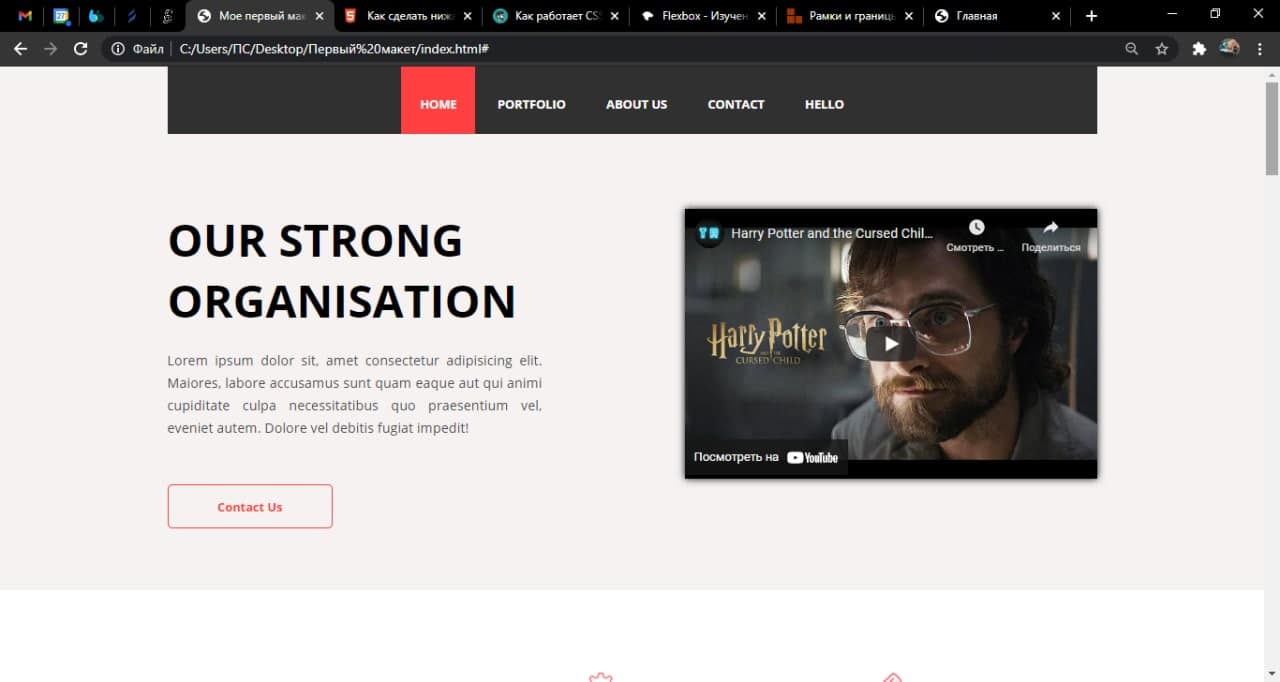 27
Мое первый мак
Как сделать нижн
Как работает CSS
Flexbox - Изучен
Рамки и границы
Главная
Файл
C:/Users/ПС/Desktop/Первый%20макет/index.html#
HOME PORTFOLIO ABOUT US CONTACT HELLO
OUR STRONG
ORGANISATION
Lorem ipsum dolor sit, amet consectetur adipisicing elit.
Maiores, labore accusamus sunt quam eaque aut qui animi
cupiditate culpa necessitatibus quo praesentium vel,
eveniet autem. Dolore vel debitis fugiat impedit!
Contact Us
Harry Potter and the Cursed Chil...
Смотреть ...
Поделиться
Harry Potter
AND THE
CURSED CHILD
Посмотреть на YouTube